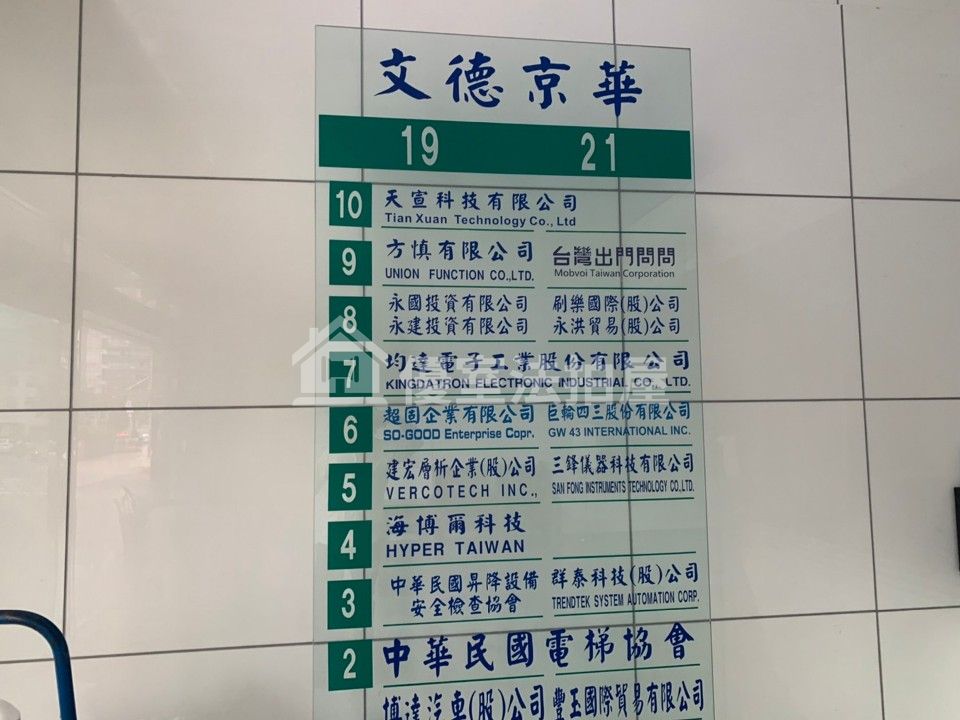 文德京華
19 21
10 天宣科技有限公司
Tian Xuan Technology Co., Ltd
9 方慎有限公司 台灣出門問問
UNION FUNCTION CO.,LTD. Mobvoi Taiwan Corporation
8 永國投資有限公司 刷樂國際(股)公司
永建投資有限公司 永洪貿易(股)公司
7 均達電子工業股份有限公司
KINGDATRON ELECTRONIC INDUSTRIAL CO., LTD.
6 超固企業有限公司 巨輪四三股份有限公司
SO-GOOD Enterprise Copr. GW 43 INTERNATIONAL INC.
5 建宏層析企業(股)公司 三鋒儀器科技有限公司
VERCOTECH INC., SAN FONG INSTRUMENTS TECHNOLOGY CO.,LTD.
4 海博爾科技
HYPER TAIWAN
3 中華民國昇降設備 群泰科技(股)公司
安全檢查協會 TRENDTEK SYSTEM AUTOMATION CORP.
2 中華民國電梯協會
博達汽車(股)公司 豐玉國際貿易有限公司
優室法拍屋